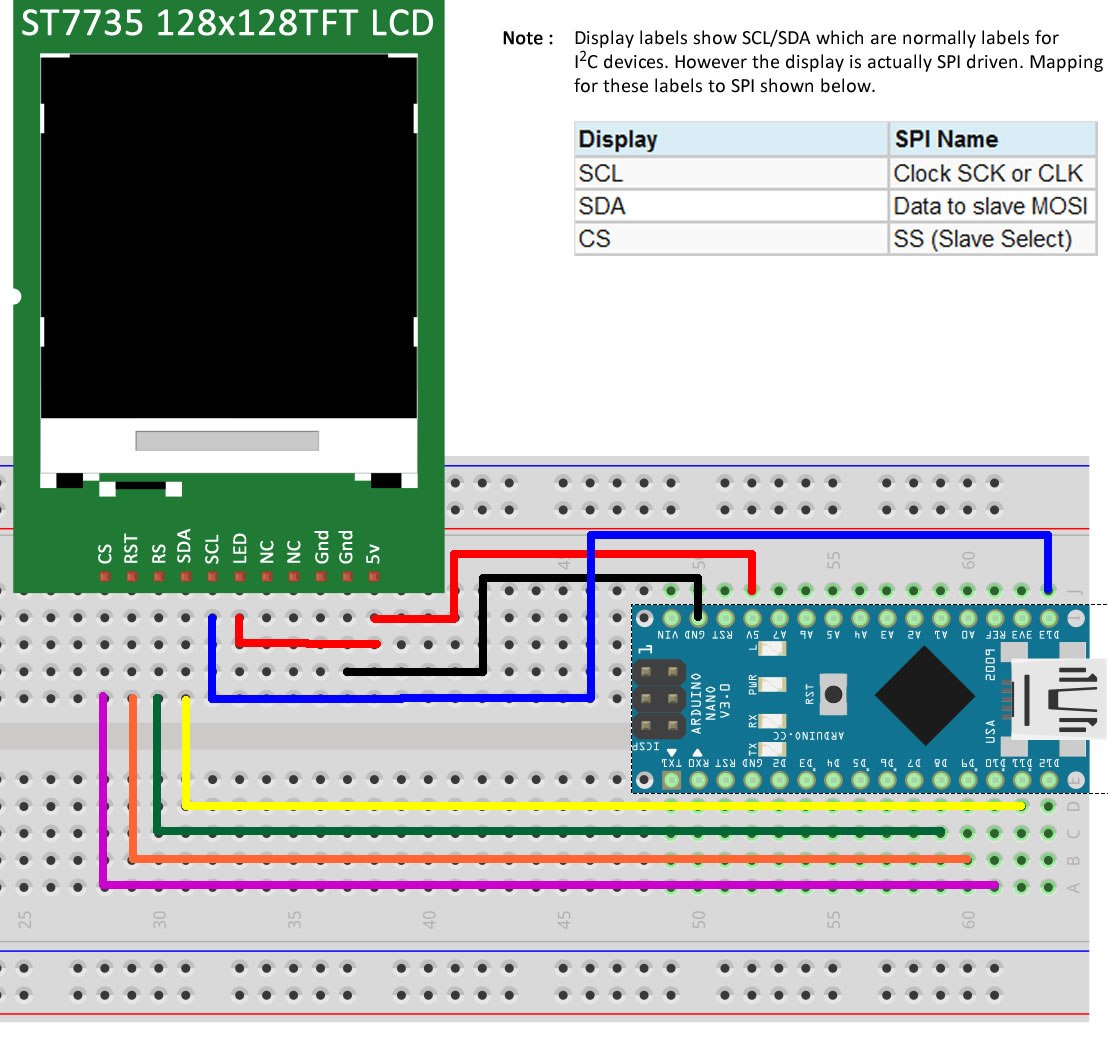 ST7735 128x128TFT LCD
Note : Display labels show SCL/SDA which are normally labels for
I²C devices. However the display is actually SPI driven. Mapping
for these labels to SPI shown below.
Display SPI Name
SCL Clock SCK or CLK
SDA Data to slave MOSI
CS SS (Slave Select)
CS RST RS SDA SCL LED NC NC Gnd Gnd 5v
45 50 55 60
J
I
VIN GND RST 5V A7 A6 A5 A4 A3 A2 A1 A0 REF 3V3 D13
L
PWR
RX
TX
RST
ARDUINO
NANO
V3.0
ARDUINO.CC
2009
USA
ICSP
TX1 RX0 RST GND D2 D3 D4 D5 D6 D7 D8 D9 D10 D11 D12
E
D
C
B
A
25 30 35 40 45 50 55 60